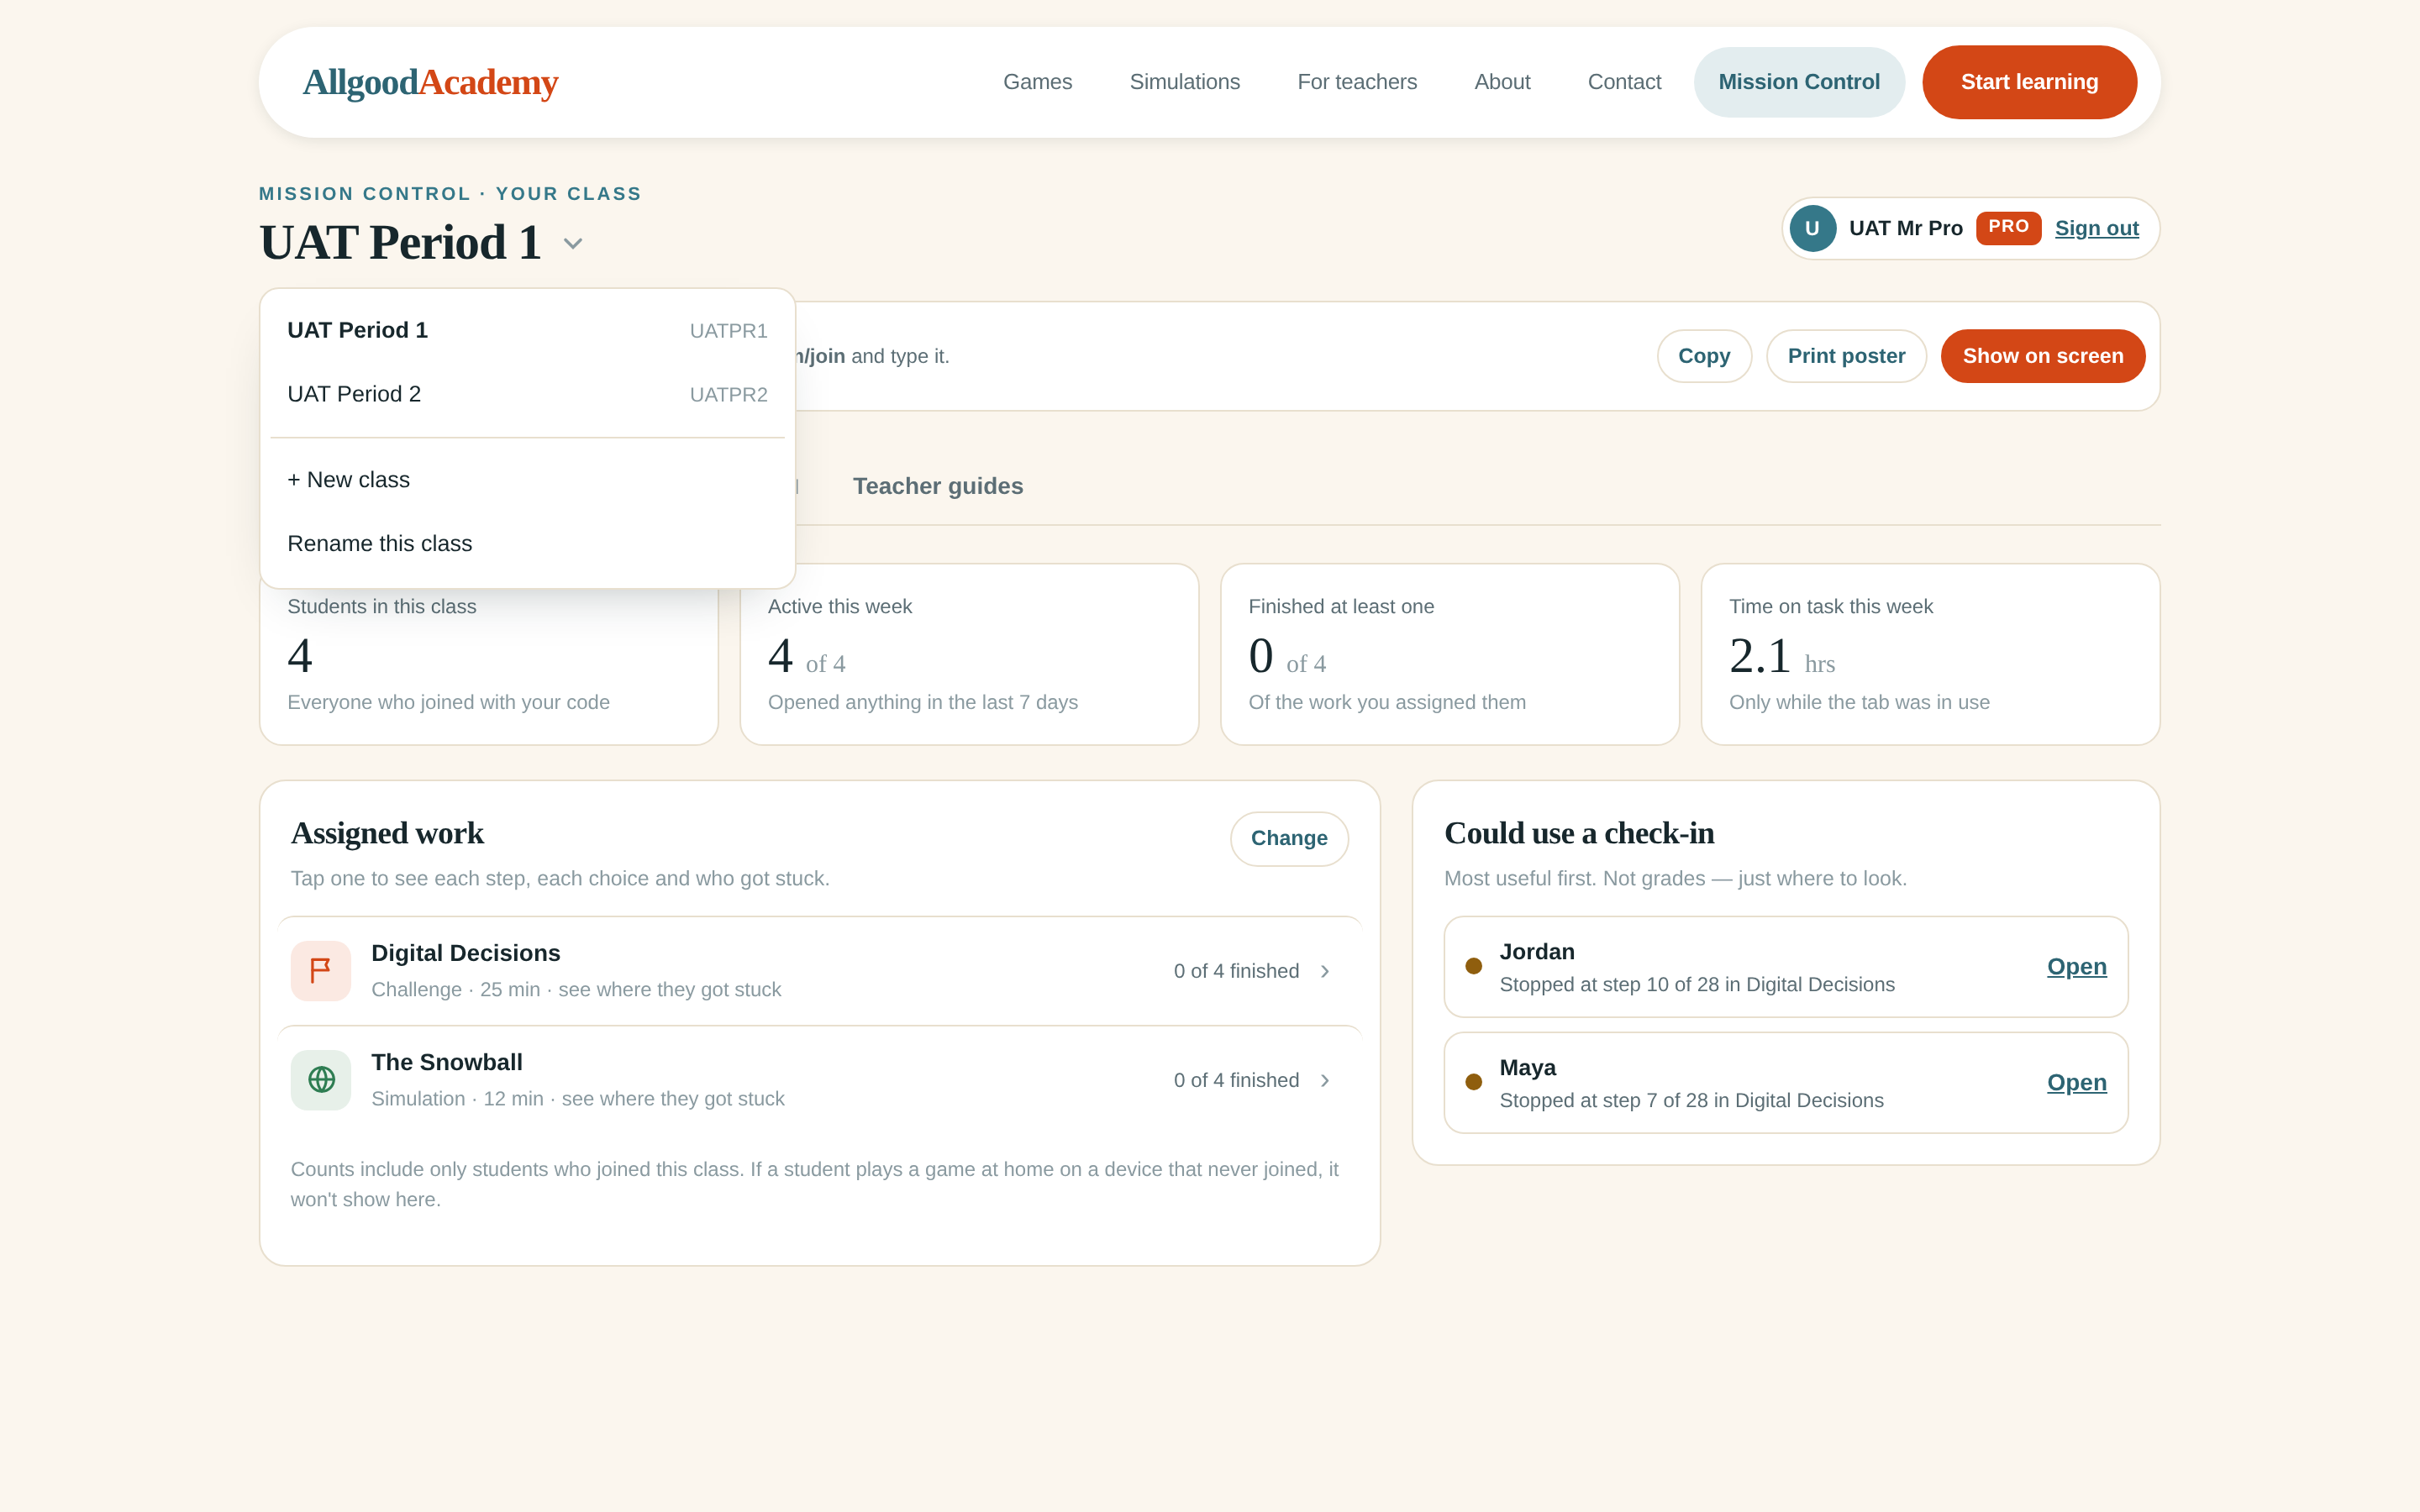 AllgoodAcademy
Games
Simulations
For teachers
About
Contact
Mission Control
Start learning
MISSION CONTROL · YOUR CLASS
UAT Period 1
U
UAT Mr Pro
PRO
Sign out
UAT Period 1 UATPR1
UAT Period 2 UATPR2
+ New class
Rename this class
/join and type it.
Copy
Print poster
Show on screen
Teacher guides
Students in this class
4
Everyone who joined with your code
Active this week
4 of 4
Opened anything in the last 7 days
Finished at least one
0 of 4
Of the work you assigned them
Time on task this week
2.1 hrs
Only while the tab was in use
Assigned work
Change
Tap one to see each step, each choice and who got stuck.
Digital Decisions
Challenge · 25 min · see where they got stuck
0 of 4 finished
The Snowball
Simulation · 12 min · see where they got stuck
0 of 4 finished
Counts include only students who joined this class. If a student plays a game at home on a device that never joined, it
won't show here.
Could use a check-in
Most useful first. Not grades — just where to look.
Jordan
Stopped at step 10 of 28 in Digital Decisions
Open
Maya
Stopped at step 7 of 28 in Digital Decisions
Open